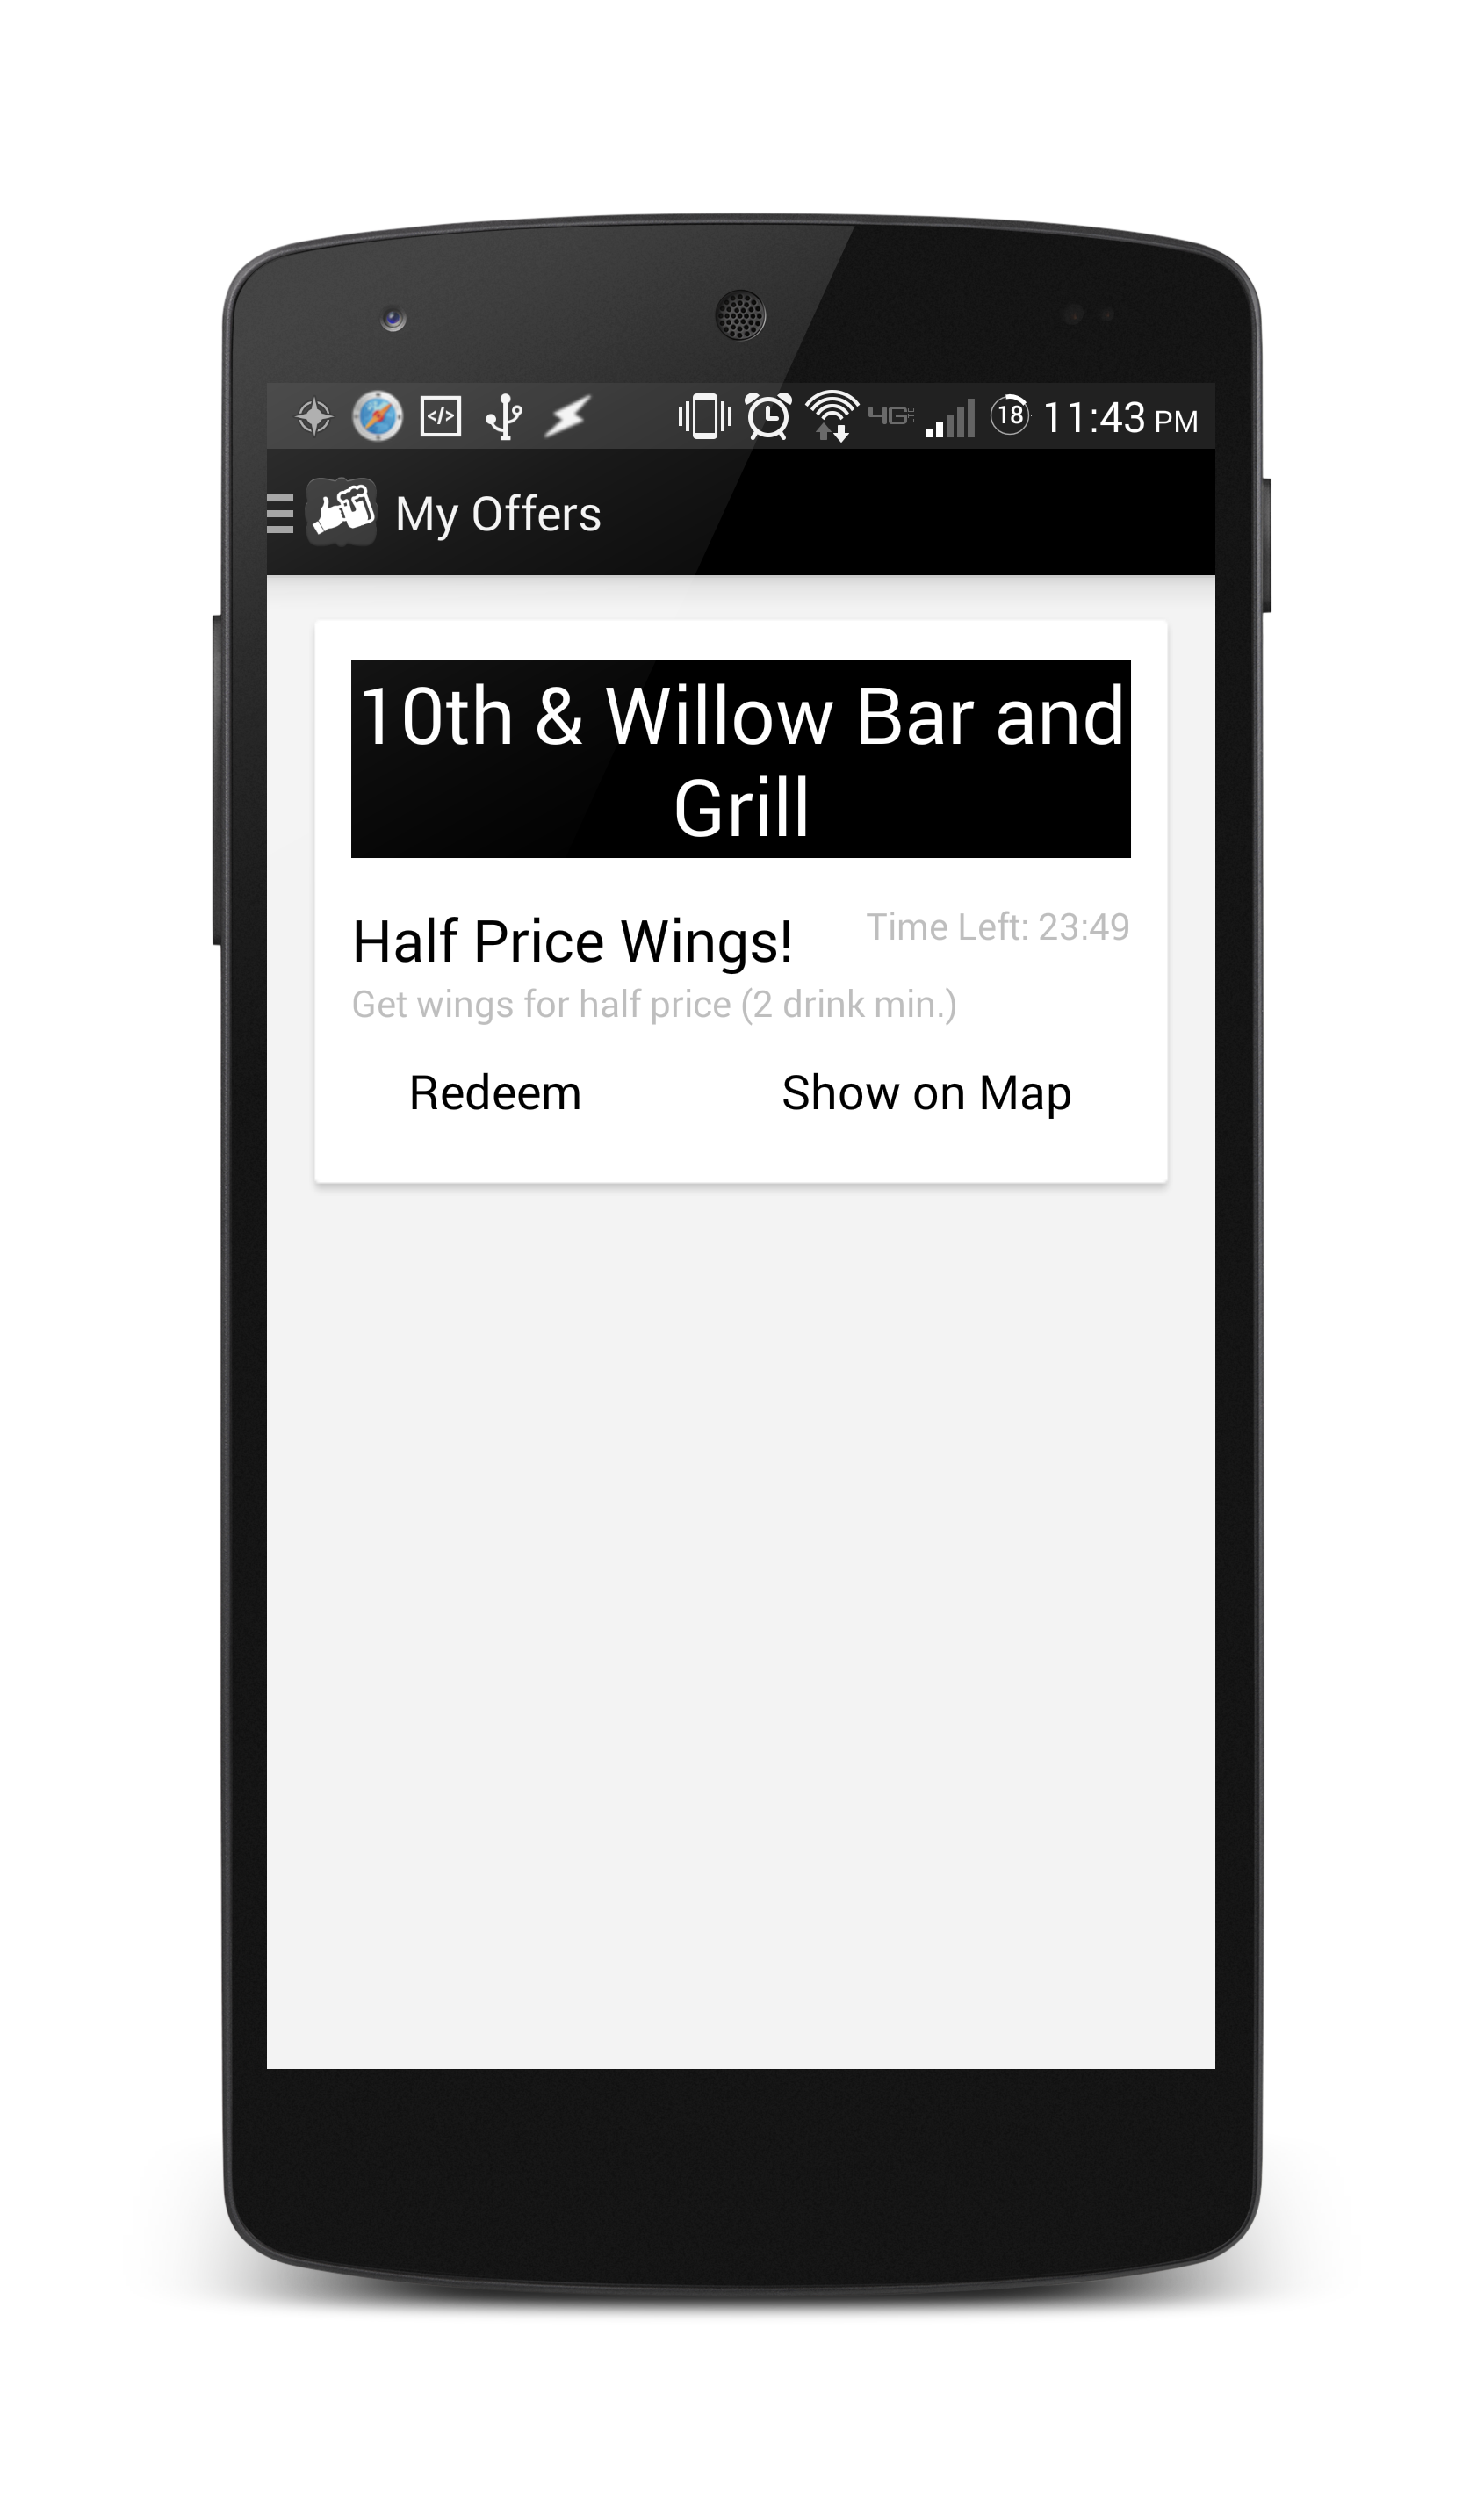 </> 4G LTE 18 11:43 PM
My Offers
10th & Willow Bar and
Grill
Half Price Wings! Time Left: 23:49
Get wings for half price (2 drink min.)
Redeem Show on Map